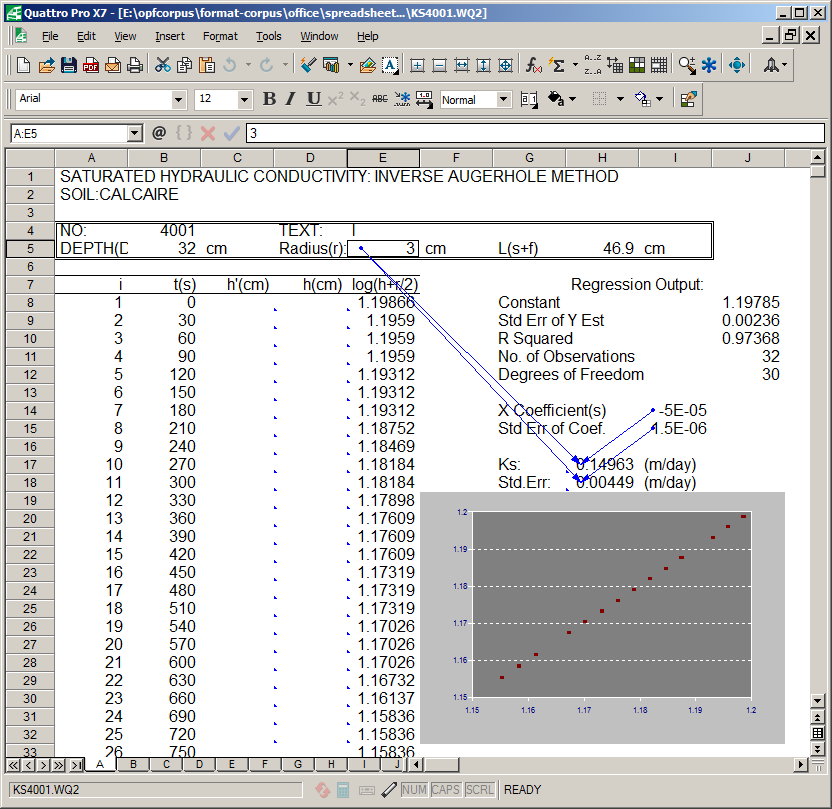 Quattro Pro X7 - [E:\opfcorpus\format-corpus\office\spreadsheet...\KS4001.WQ2]
File Edit View Insert Format Tools Window Help
Arial 12 B I U ABC Normal
A:E5 @ {} 3
A B C D E F G H I J
1 SATURATED HYDRAULIC CONDUCTIVITY: INVERSE AUGERHOLE METHOD
2 SOIL:CALCAIRE
3
4 NO: 4001 TEXT: l
5 DEPTH(D 32 cm Radius(r): 3 cm L(s+f) 46.9 cm
6
7 i t(s) h'(cm) h(cm) log(h+r/2) Regression Output:
8 1 0 1.19866 Constant 1.19785
9 2 30 1.1959 Std Err of Y Est 0.00236
10 3 60 1.1959 R Squared 0.97368
11 4 90 1.1959 No. of Observations 32
12 5 120 1.19312 Degrees of Freedom 30
13 6 150 1.19312
14 7 180 1.19312 X Coefficient(s) -5E-05
15 8 210 1.18752 Std Err of Coef. 1.5E-06
16 9 240 1.18469
17 10 270 1.18184 Ks: 0.14963 (m/day)
18 11 300 1.18184 Std.Err: 0.00449 (m/day)
19 12 330 1.17898
20 13 360 1.17609
21 14 390 1.17609
22 15 420 1.17609
23 16 450 1.17319
24 17 480 1.17319
25 18 510 1.17319
26 19 540 1.17026
27 20 570 1.17026
28 21 600 1.17026
29 22 630 1.16732
30 23 660 1.16137
31 24 690 1.15836
32 25 720 1.15836
33 26 750 1.15836
1.2
1.19
1.18
1.17
1.16
1.15
1.15 1.16 1.17 1.18 1.19 1.2
A B C D E F G H I J
KS4001.WQ2 NUM CAPS SCRL READY